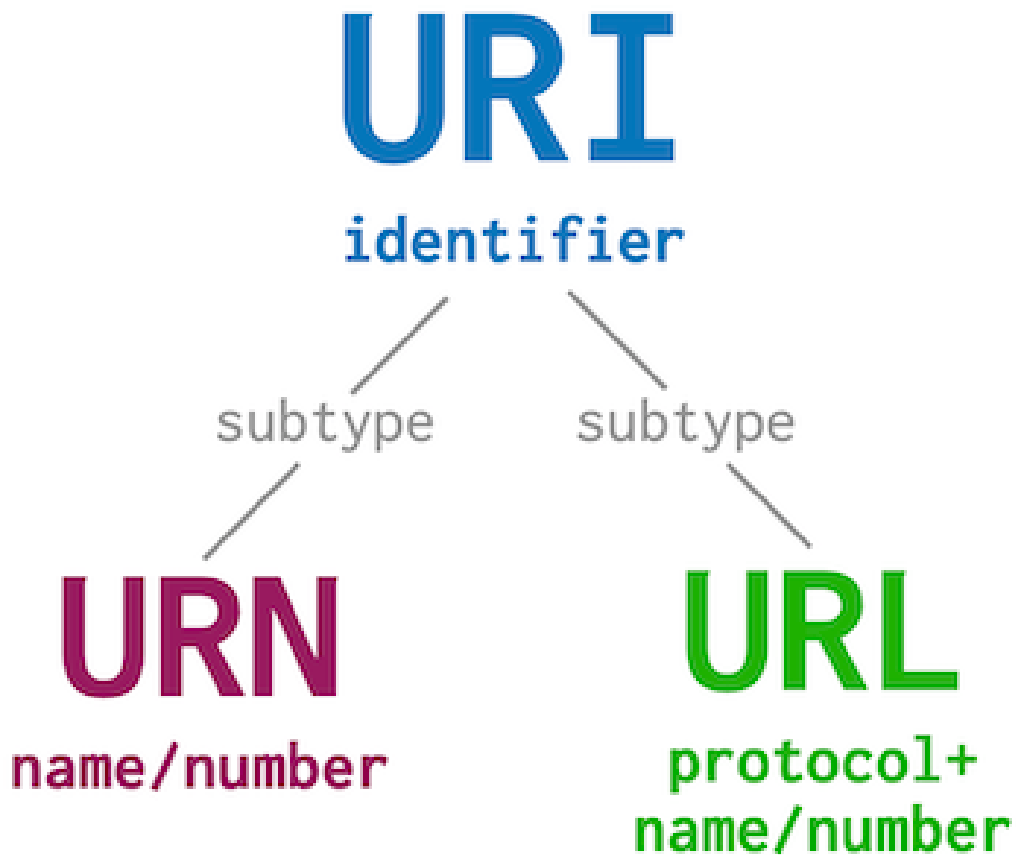 URI
identifier
subtype subtype
URN URL
name/number protocol+
name/number